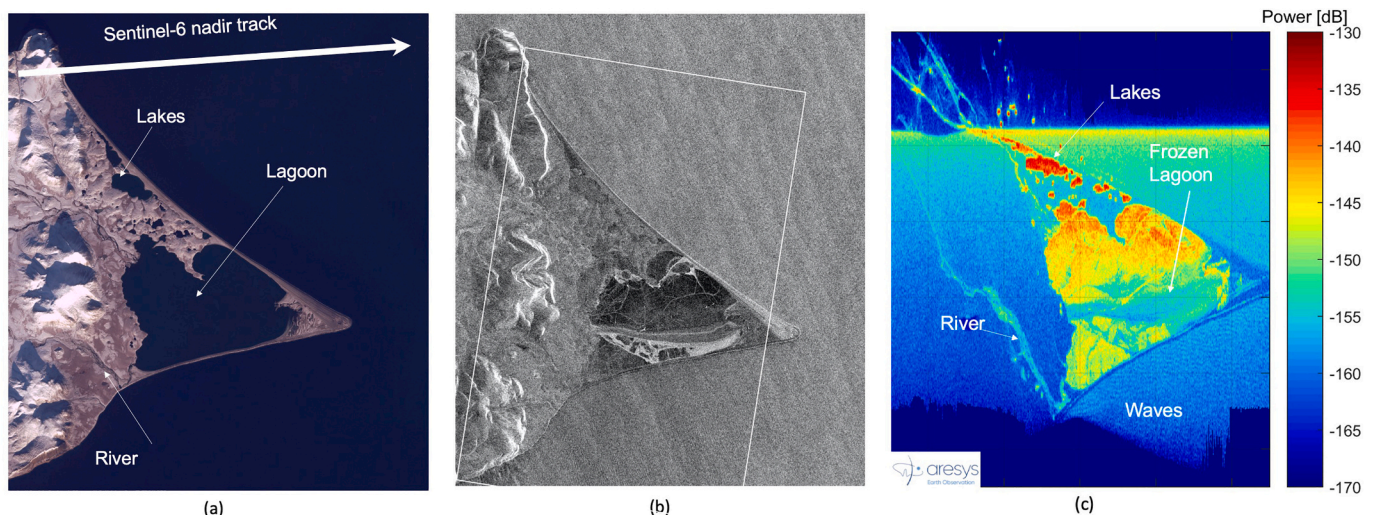 Sentinel-6 nadir track
Lakes
Lagoon
River
(a)
(b)
Power [dB]
-130
-135
-140
-145
-150
-155
-160
-165
-170
Lakes
Frozen
Lagoon
River
Waves
aresys
Earth Observation
(c)